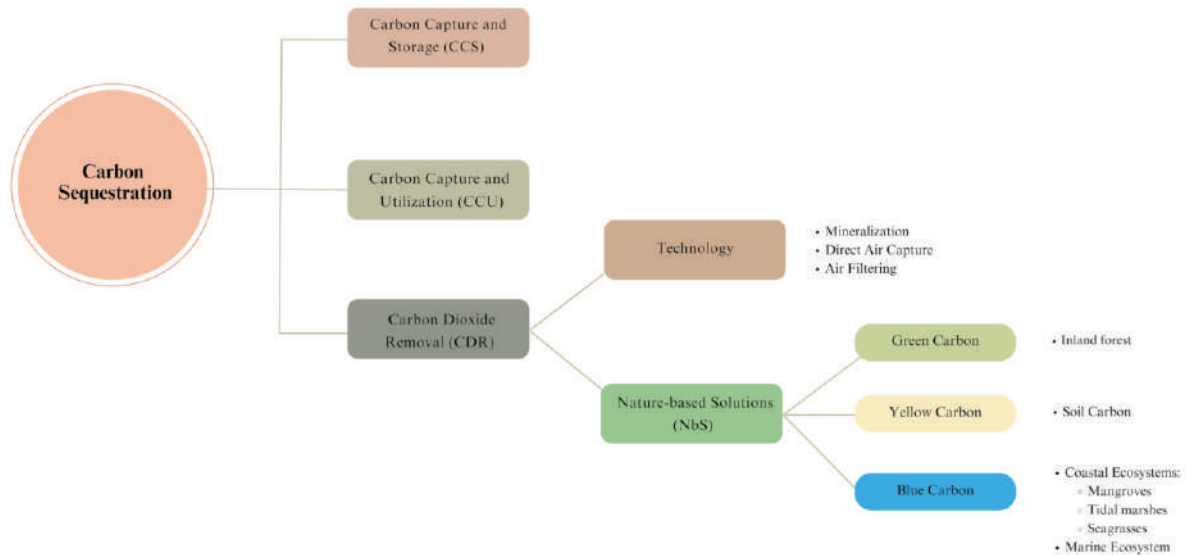 Carbon Capture and
Storage (CCS)
Carbon
Sequestration
Carbon Capture and
Utilization (CCU)
Technology
• Mineralization
• Direct Air Capture
• Air Filtering
Carbon Dioxide
Removal (CDR)
Green Carbon
• Inland forest
Nature-based Solutions
(NbS)
Yellow Carbon
• Soil Carbon
Blue Carbon
• Coastal Ecosystems:
○ Mangroves
○ Tidal marshes
○ Seagrasses
• Marine Ecosystem